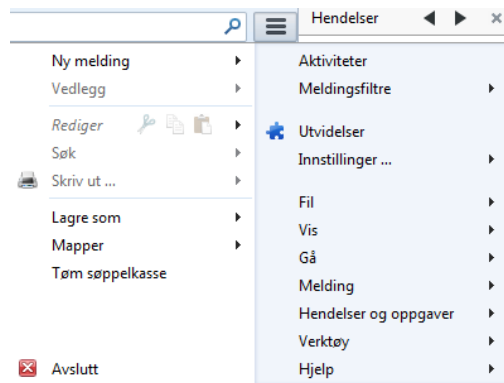 Hendelser
Ny melding
Vedlegg
Rediger
Søk
Skriv ut ...
Lagre som
Mapper
Tøm søppelkasse
Avslutt
Aktiviteter
Meldingsfiltre
Utvidelser
Innstillinger ...
Fil
Vis
Gå
Melding
Hendelser og oppgaver
Verktøy
Hjelp